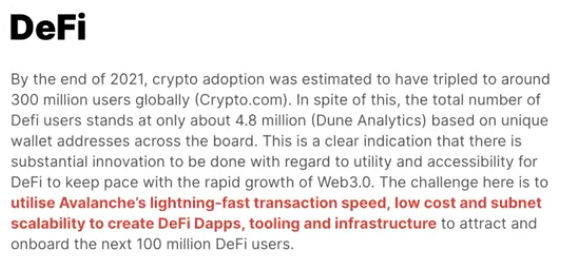 DeFi
By the end of 2021, crypto adoption was estimated to have tripled to around
300 million users globally (Crypto.com). In spite of this, the total number of
Defi users stands at only about 4.8 million (Dune Analytics) based on unique
wallet addresses across the board. This is a clear indication that there is
substantial innovation to be done with regard to utility and accessibility for
DeFi to keep pace with the rapid growth of Web3.0. The challenge here is to
utilise Avalanche's lightning-fast transaction speed, low cost and subnet
scalability to create DeFi Dapps, tooling and infrastructure to attract and
onboard the next 100 million DeFi users.